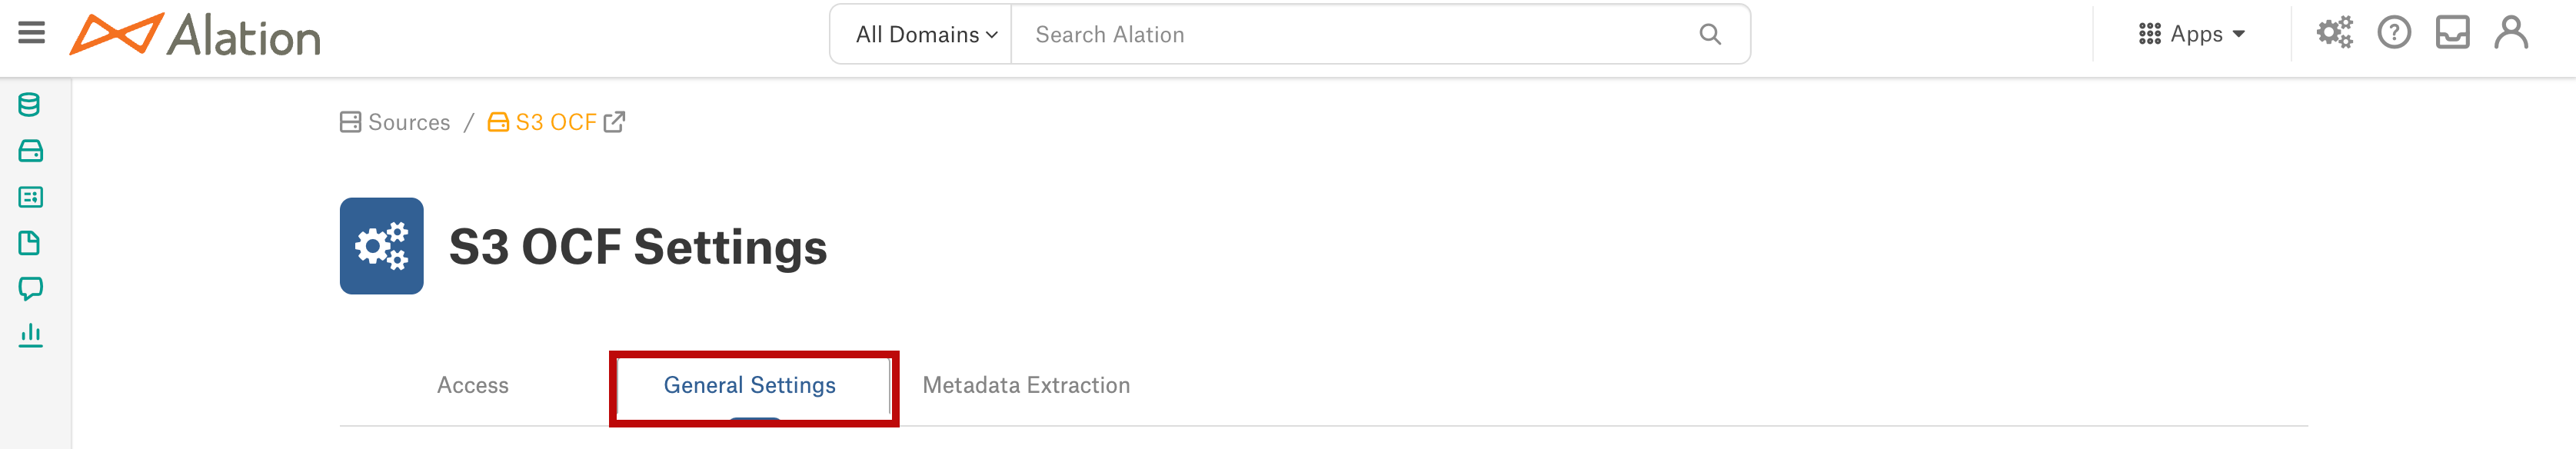 Alation
All Domains
Search Alation
Apps
Sources / S3 OCF
S3 OCF Settings
Access
General Settings
Metadata Extraction